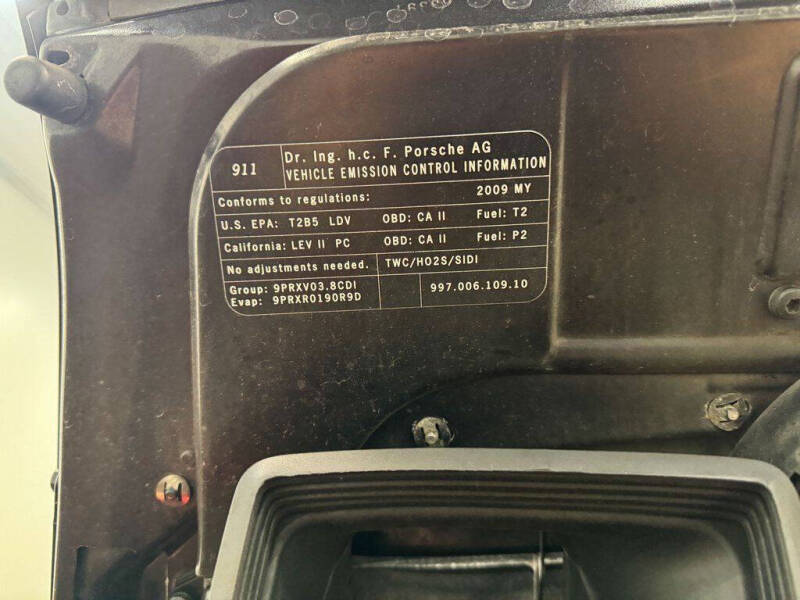 911
Dr. Ing. h.c. F. Porsche AG
VEHICLE EMISSION CONTROL INFORMATION
Conforms to regulations: 2009 MY
U.S. EPA: T2B5 LDV OBD: CA II Fuel: T2
California: LEV II PC OBD: CA II Fuel: P2
No adjustments needed. TWC/HO2S/SIDI
Group: 9PRXV03.8CDI
Evap: 9PRXR0190R9D
997.006.109.10